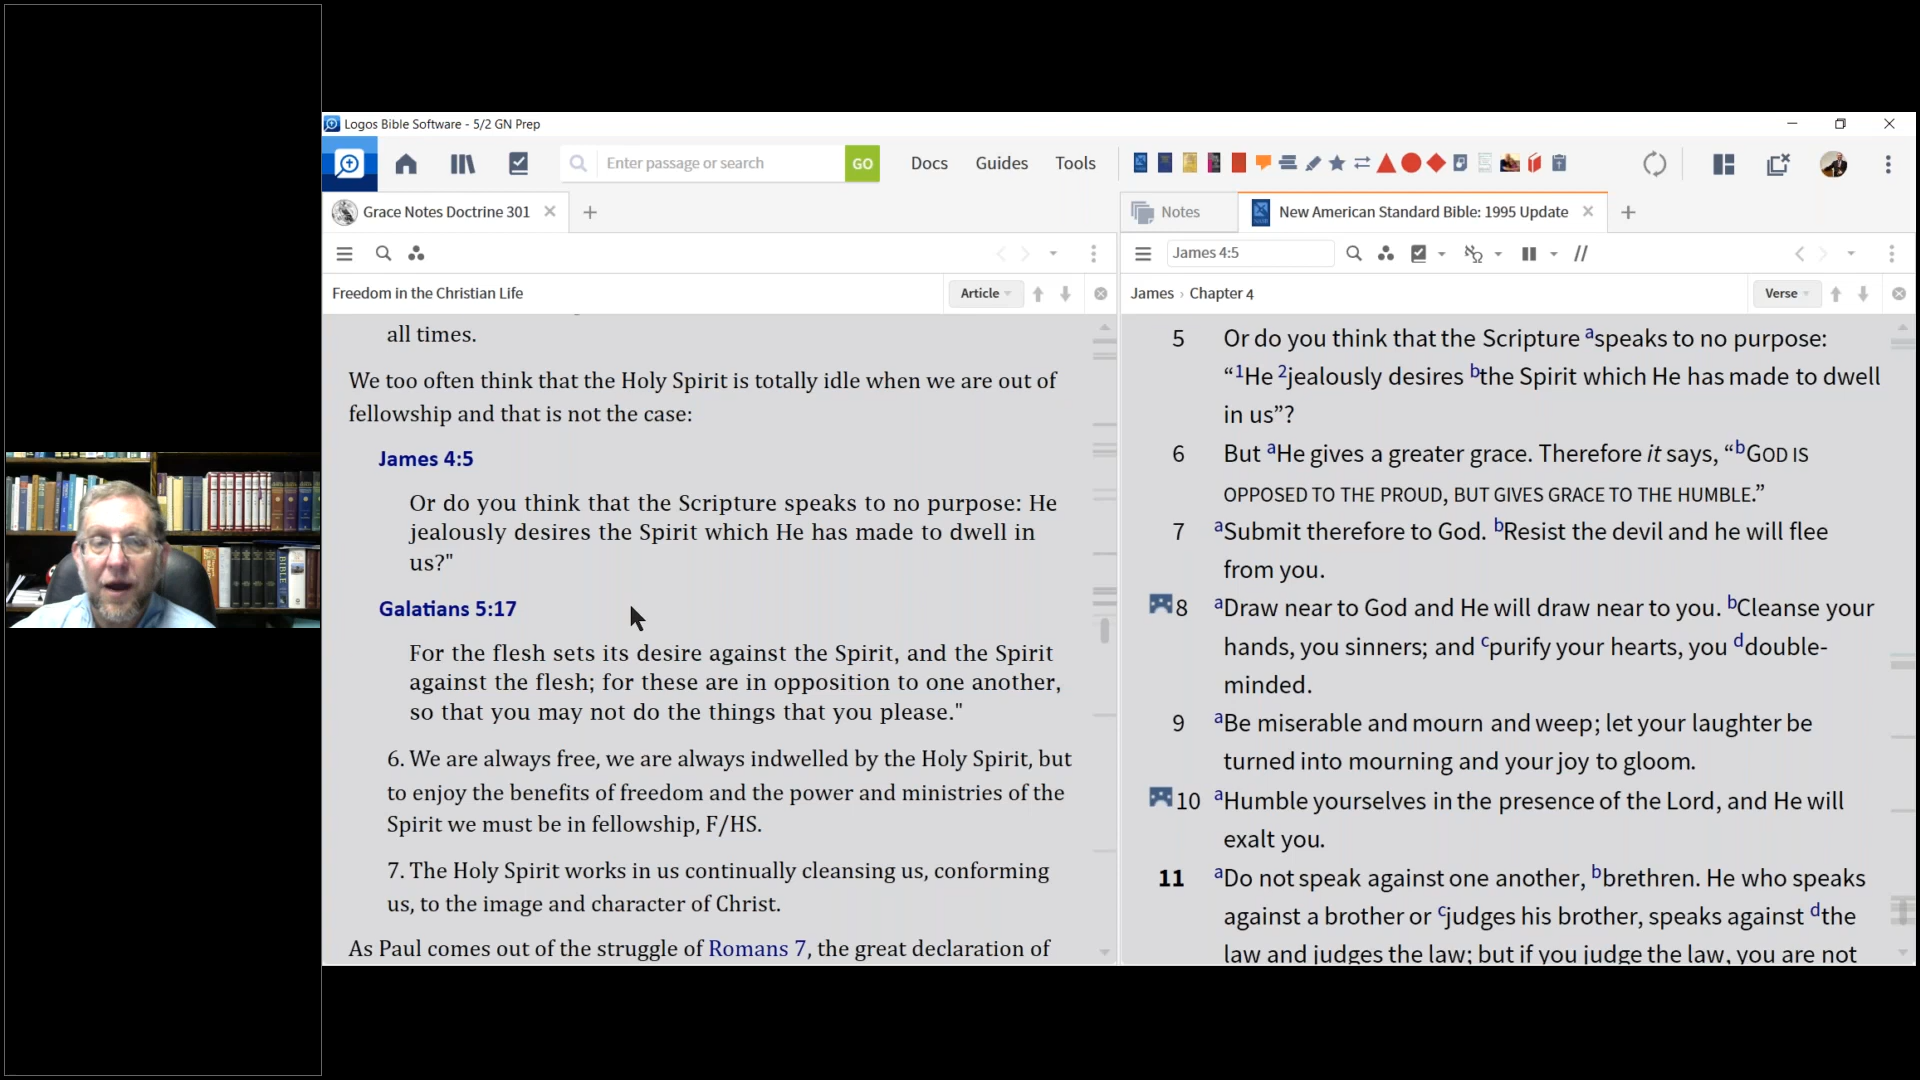 Logos Bible Software - 5/2 GN Prep
Enter passage or search
GO
Docs
Guides
Tools
Grace Notes Doctrine 301
Freedom in the Christian Life
Article
all times.
We too often think that the Holy Spirit is totally idle when we are out of
fellowship and that is not the case:
James 4:5
Or do you think that the Scripture speaks to no purpose: He
jealously desires the Spirit which He has made to dwell in
us?"
Galatians 5:17
For the flesh sets its desire against the Spirit, and the Spirit
against the flesh; for these are in opposition to one another,
so that you may not do the things that you please."
6. We are always free, we are always indwelled by the Holy Spirit, but
to enjoy the benefits of freedom and the power and ministries of the
Spirit we must be in fellowship, F/HS.
7. The Holy Spirit works in us continually cleansing us, conforming
us, to the image and character of Christ.
As Paul comes out of the struggle of Romans 7, the great declaration of
Notes
New American Standard Bible: 1995 Update
James 4:5
James › Chapter 4
Verse
5 Or do you think that the Scripture aspeaks to no purpose:
“1He 2jealously desires bthe Spirit which He has made to dwell
in us”?
6 But aHe gives a greater grace. Therefore it says, “bGOD IS
OPPOSED TO THE PROUD, BUT GIVES GRACE TO THE HUMBLE.”
7 aSubmit therefore to God. bResist the devil and he will flee
from you.
8 aDraw near to God and He will draw near to you. bCleanse your
hands, you sinners; and cpurify your hearts, you ddouble-
minded.
9 aBe miserable and mourn and weep; let your laughter be
turned into mourning and your joy to gloom.
10 aHumble yourselves in the presence of the Lord, and He will
exalt you.
11 aDo not speak against one another, bbrethren. He who speaks
against a brother or cjudges his brother, speaks against dthe
law and judges the law; but if you judge the law, you are not
BIBLE